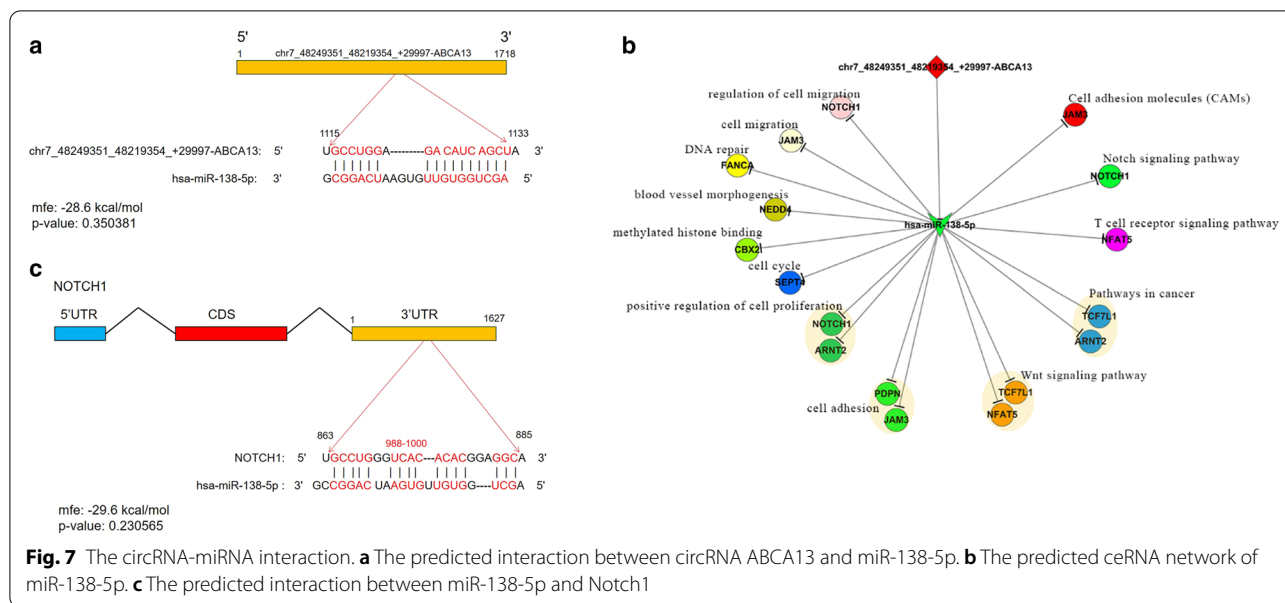 a
5' 3'
1 chr7_48249351_48219354_+29997-ABCA13 1718
1115 1133
chr7_48249351_48219354_+29997-ABCA13: 5' UGCCUGGA---------GACAUCAGCUA 3'
hsa-miR-138-5p: 3' GCGGACUAAGUGUUGUGGUCGA 5'
mfe: -28.6 kcal/mol
p-value: 0.350381
b
chr7_48249351_48219354_+29997-ABCA13
regulation of cell migration
NOTCH1
Cell adhesion molecules (CAMs)
JAM3
cell migration
JAM3
DNA repair
FANCA
Notch signaling pathway
NOTCH1
blood vessel morphogenesis
NEDD4
hsa-miR-138-5p
T cell receptor signaling pathway
NFAT5
methylated histone binding
CBX2
cell cycle
SEPT4
positive regulation of cell proliferation
NOTCH1
ARNT2
Pathways in cancer
TCF7L1
ARNT2
cell adhesion
PDPN
JAM3
Wnt signaling pathway
TCF7L1
NFAT5
c
NOTCH1
5'UTR CDS 1 3'UTR 1627
863 988-1000 885
NOTCH1: 5' UGCCUGGGUCAC---ACACGGAGGCA 3'
hsa-miR-138-5p : 3' GCCGGACUAAGUGUUGUGG----UCGA 5'
mfe: -29.6 kcal/mol
p-value: 0.230565
Fig. 7 The circRNA-miRNA interaction. a The predicted interaction between circRNA ABCA13 and miR-138-5p. b The predicted ceRNA network of
miR-138-5p. c The predicted interaction between miR-138-5p and Notch1